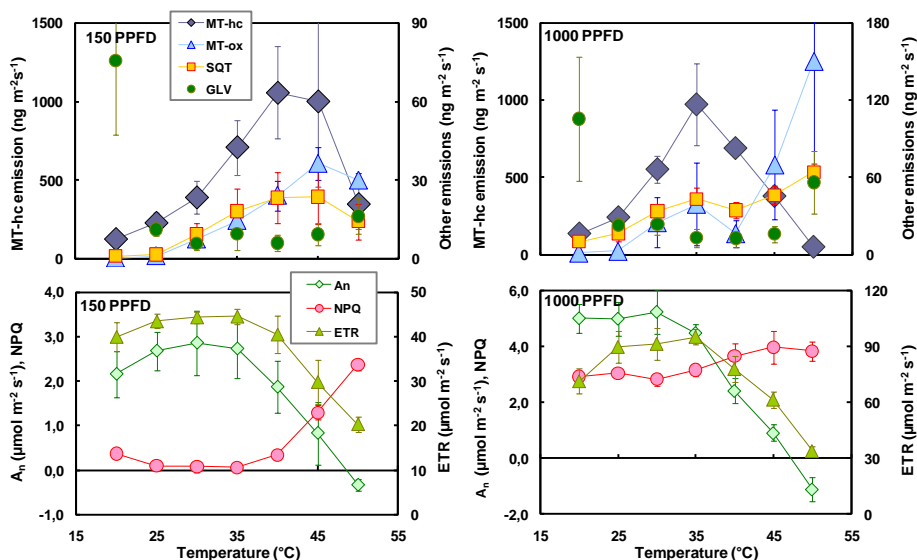 150 PPFD
MT-hc
MT-ox
SQT
GLV
1500
1000
500
0
90
60
30
0
MT-hc emission (ng m⁻²s⁻¹)
Other emissions (ng m⁻² s⁻¹)
1000 PPFD
1500
1000
500
0
180
120
60
0
MT-hc emission (ng m⁻²s⁻¹)
Other emissions (ng m⁻² s⁻¹)
150 PPFD
An
NPQ
ETR
4,0
3,0
2,0
1,0
0,0
-1,0
50
40
30
20
10
0
Aₙ (µmol m⁻² s⁻¹), NPQ
ETR (µmol m⁻² s⁻¹)
15 25 35 45 55
Temperature (°C)
1000 PPFD
6,0
4,0
2,0
0,0
-2,0
120
90
60
30
0
Aₙ (µmol m⁻² s⁻¹), NPQ
ETR (µmol m⁻² s⁻¹)
15 25 35 45 55
Temperature (°C)